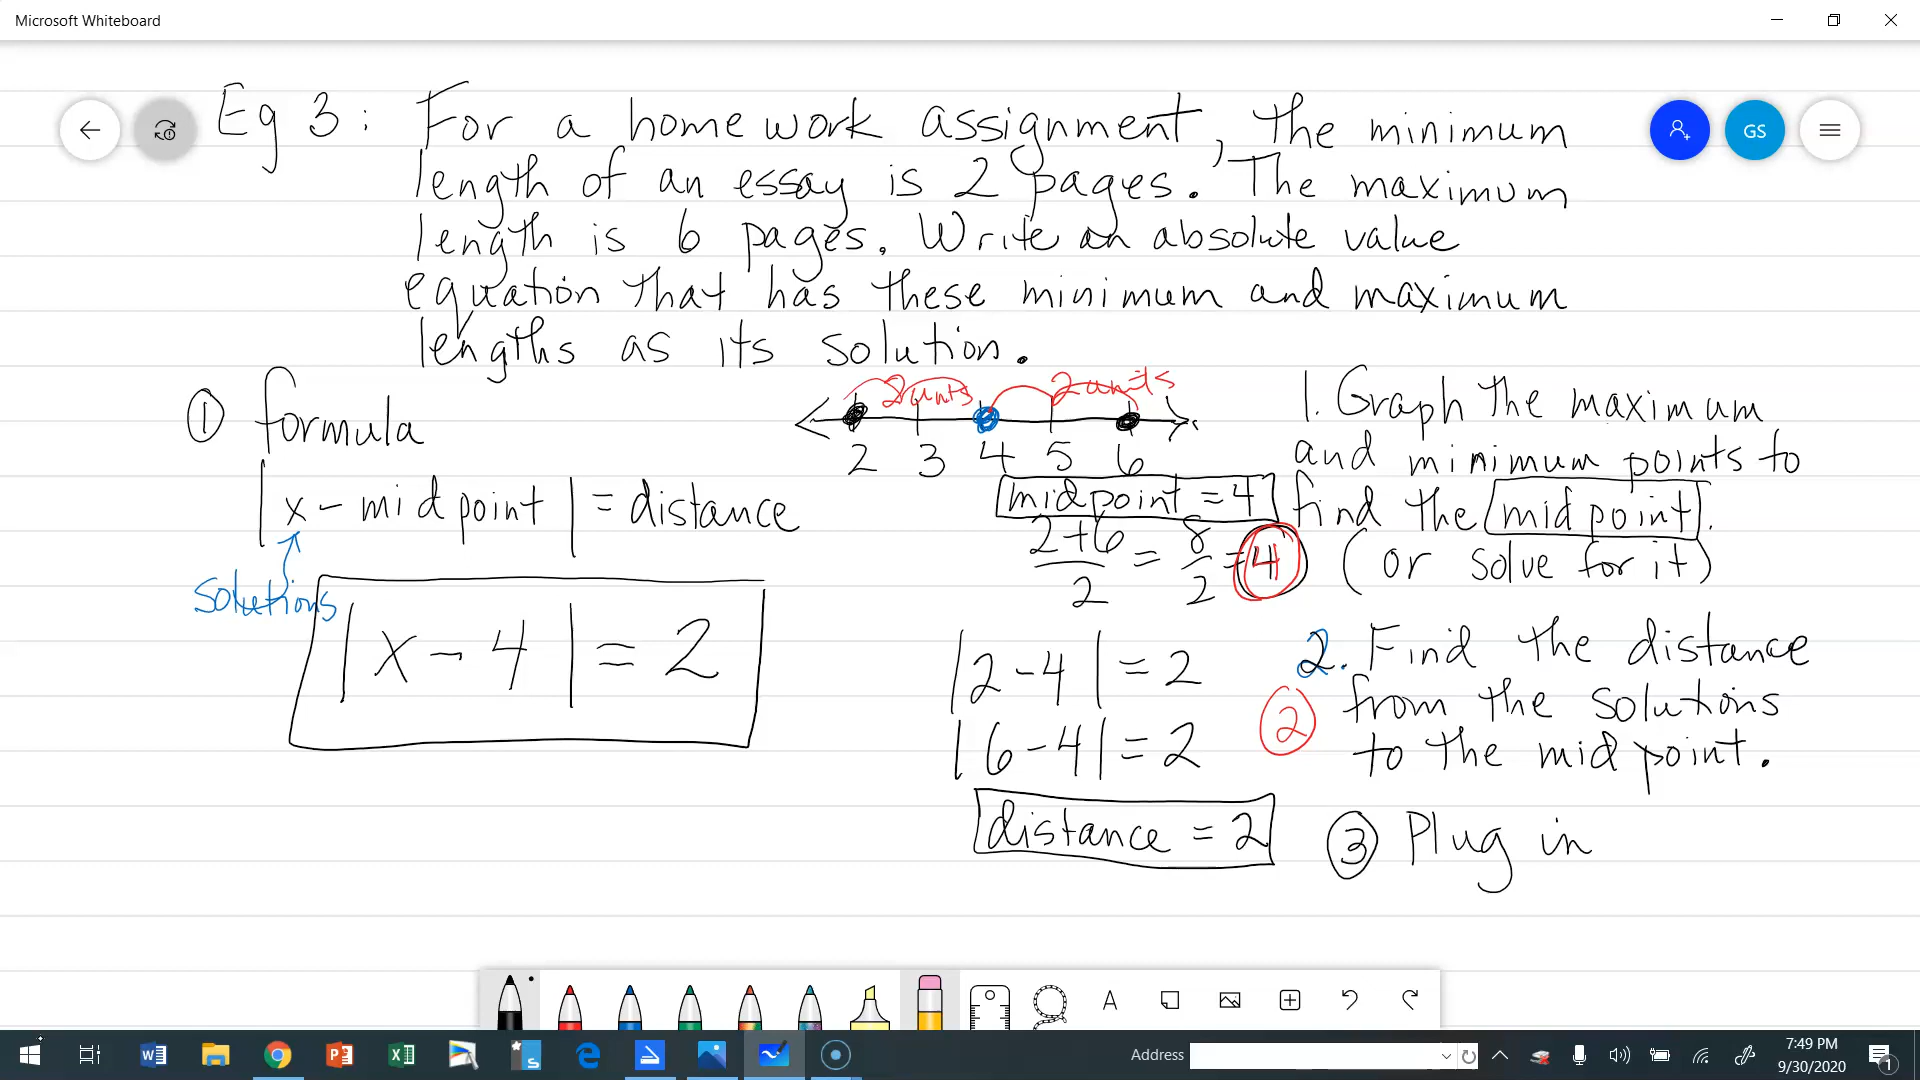 Microsoft Whiteboard
Eg 3: For a homework assignment, the minimum
length of an essay is 2 pages. The maximum
length is 6 pages. Write an absolute value
equation that has these minimum and maximum
lengths as its solution.
GS
① formula
|x - midpoint| = distance
solutions
|x - 4| = 2
2 units 2 units
2 3 4 5 6
midpoint = 4
2+6/2 = 8/2 = 4
|2-4| = 2
|6-4| = 2
distance = 2
1. Graph the maximum
and minimum points to
find the midpoint.
(or solve for it)
2. Find the distance
② from the solutions
to the midpoint.
③ Plug in
Address
7:49 PM
9/30/2020
1